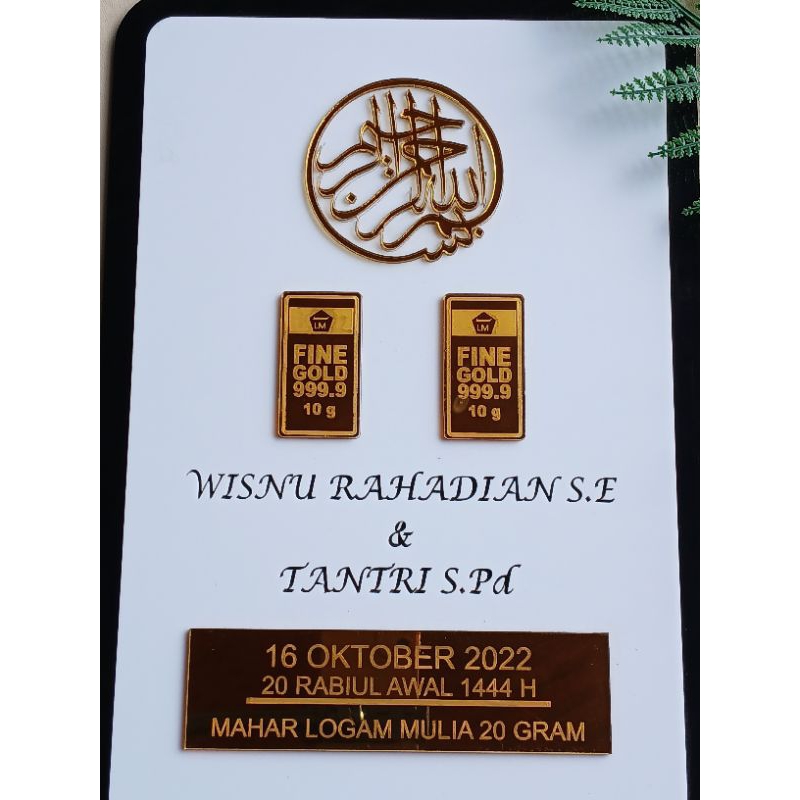 بسم الله الرحمن الرحيم
LM
FINE
GOLD
999.9
10 g
LM
FINE
GOLD
999.9
10 g
WISNU RAHADIAN S.E
&
TANTRI S.Pd
16 OKTOBER 2022
20 RABIUL AWAL 1444 H
MAHAR LOGAM MULIA 20 GRAM